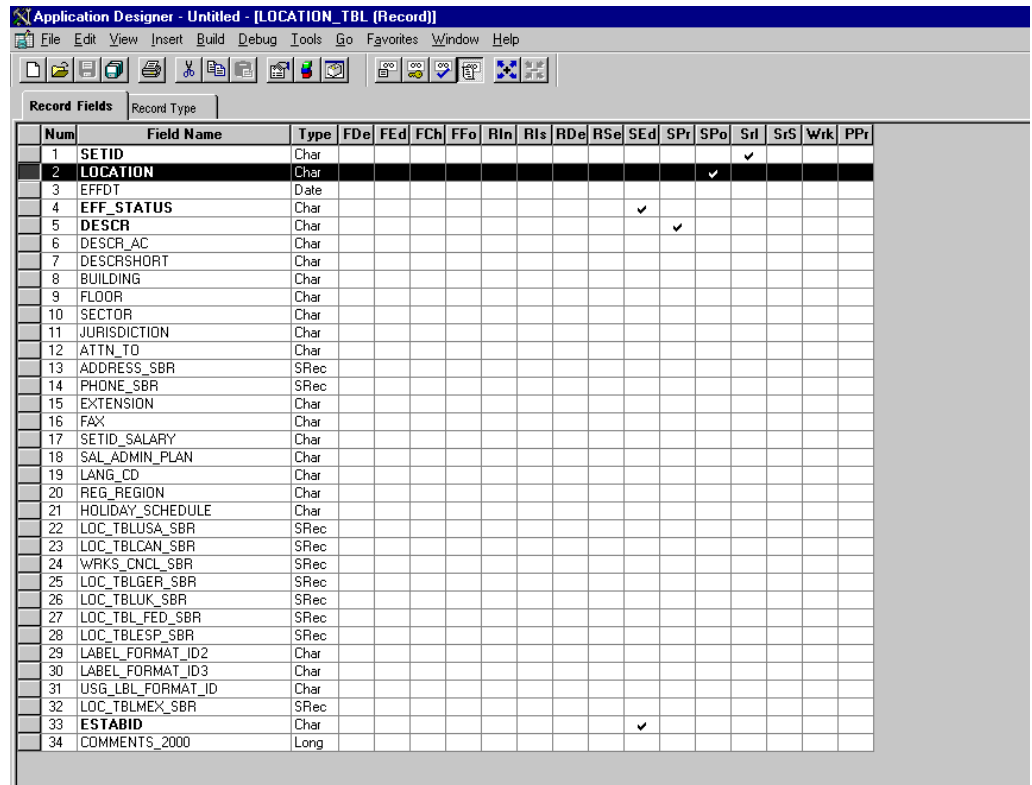 Application Designer - Untitled - [LOCATION_TBL (Record)]
File Edit View Insert Build Debug Tools Go Favorites Window Help
Record Fields Record Type
Num Field Name Type FDe FEd FCh FFo RIn RIs RDe RSe SEd SPr SPo SrI SrS Wrk PPr
1 SETID Char ✔
2 LOCATION Char ✔
3 EFFDT Date
4 EFF_STATUS Char ✔
5 DESCR Char ✔
6 DESCR_AC Char
7 DESCRSHORT Char
8 BUILDING Char
9 FLOOR Char
10 SECTOR Char
11 JURISDICTION Char
12 ATTN_TO Char
13 ADDRESS_SBR SRec
14 PHONE_SBR SRec
15 EXTENSION Char
16 FAX Char
17 SETID_SALARY Char
18 SAL_ADMIN_PLAN Char
19 LANG_CD Char
20 REG_REGION Char
21 HOLIDAY_SCHEDULE Char
22 LOC_TBLUSA_SBR SRec
23 LOC_TBLCAN_SBR SRec
24 WRKS_CNCL_SBR SRec
25 LOC_TBLGER_SBR SRec
26 LOC_TBLUK_SBR SRec
27 LOC_TBL_FED_SBR SRec
28 LOC_TBLESP_SBR SRec
29 LABEL_FORMAT_ID2 Char
30 LABEL_FORMAT_ID3 Char
31 USG_LBL_FORMAT_ID Char
32 LOC_TBLMEX_SBR SRec
33 ESTABID Char ✔
34 COMMENTS_2000 Long